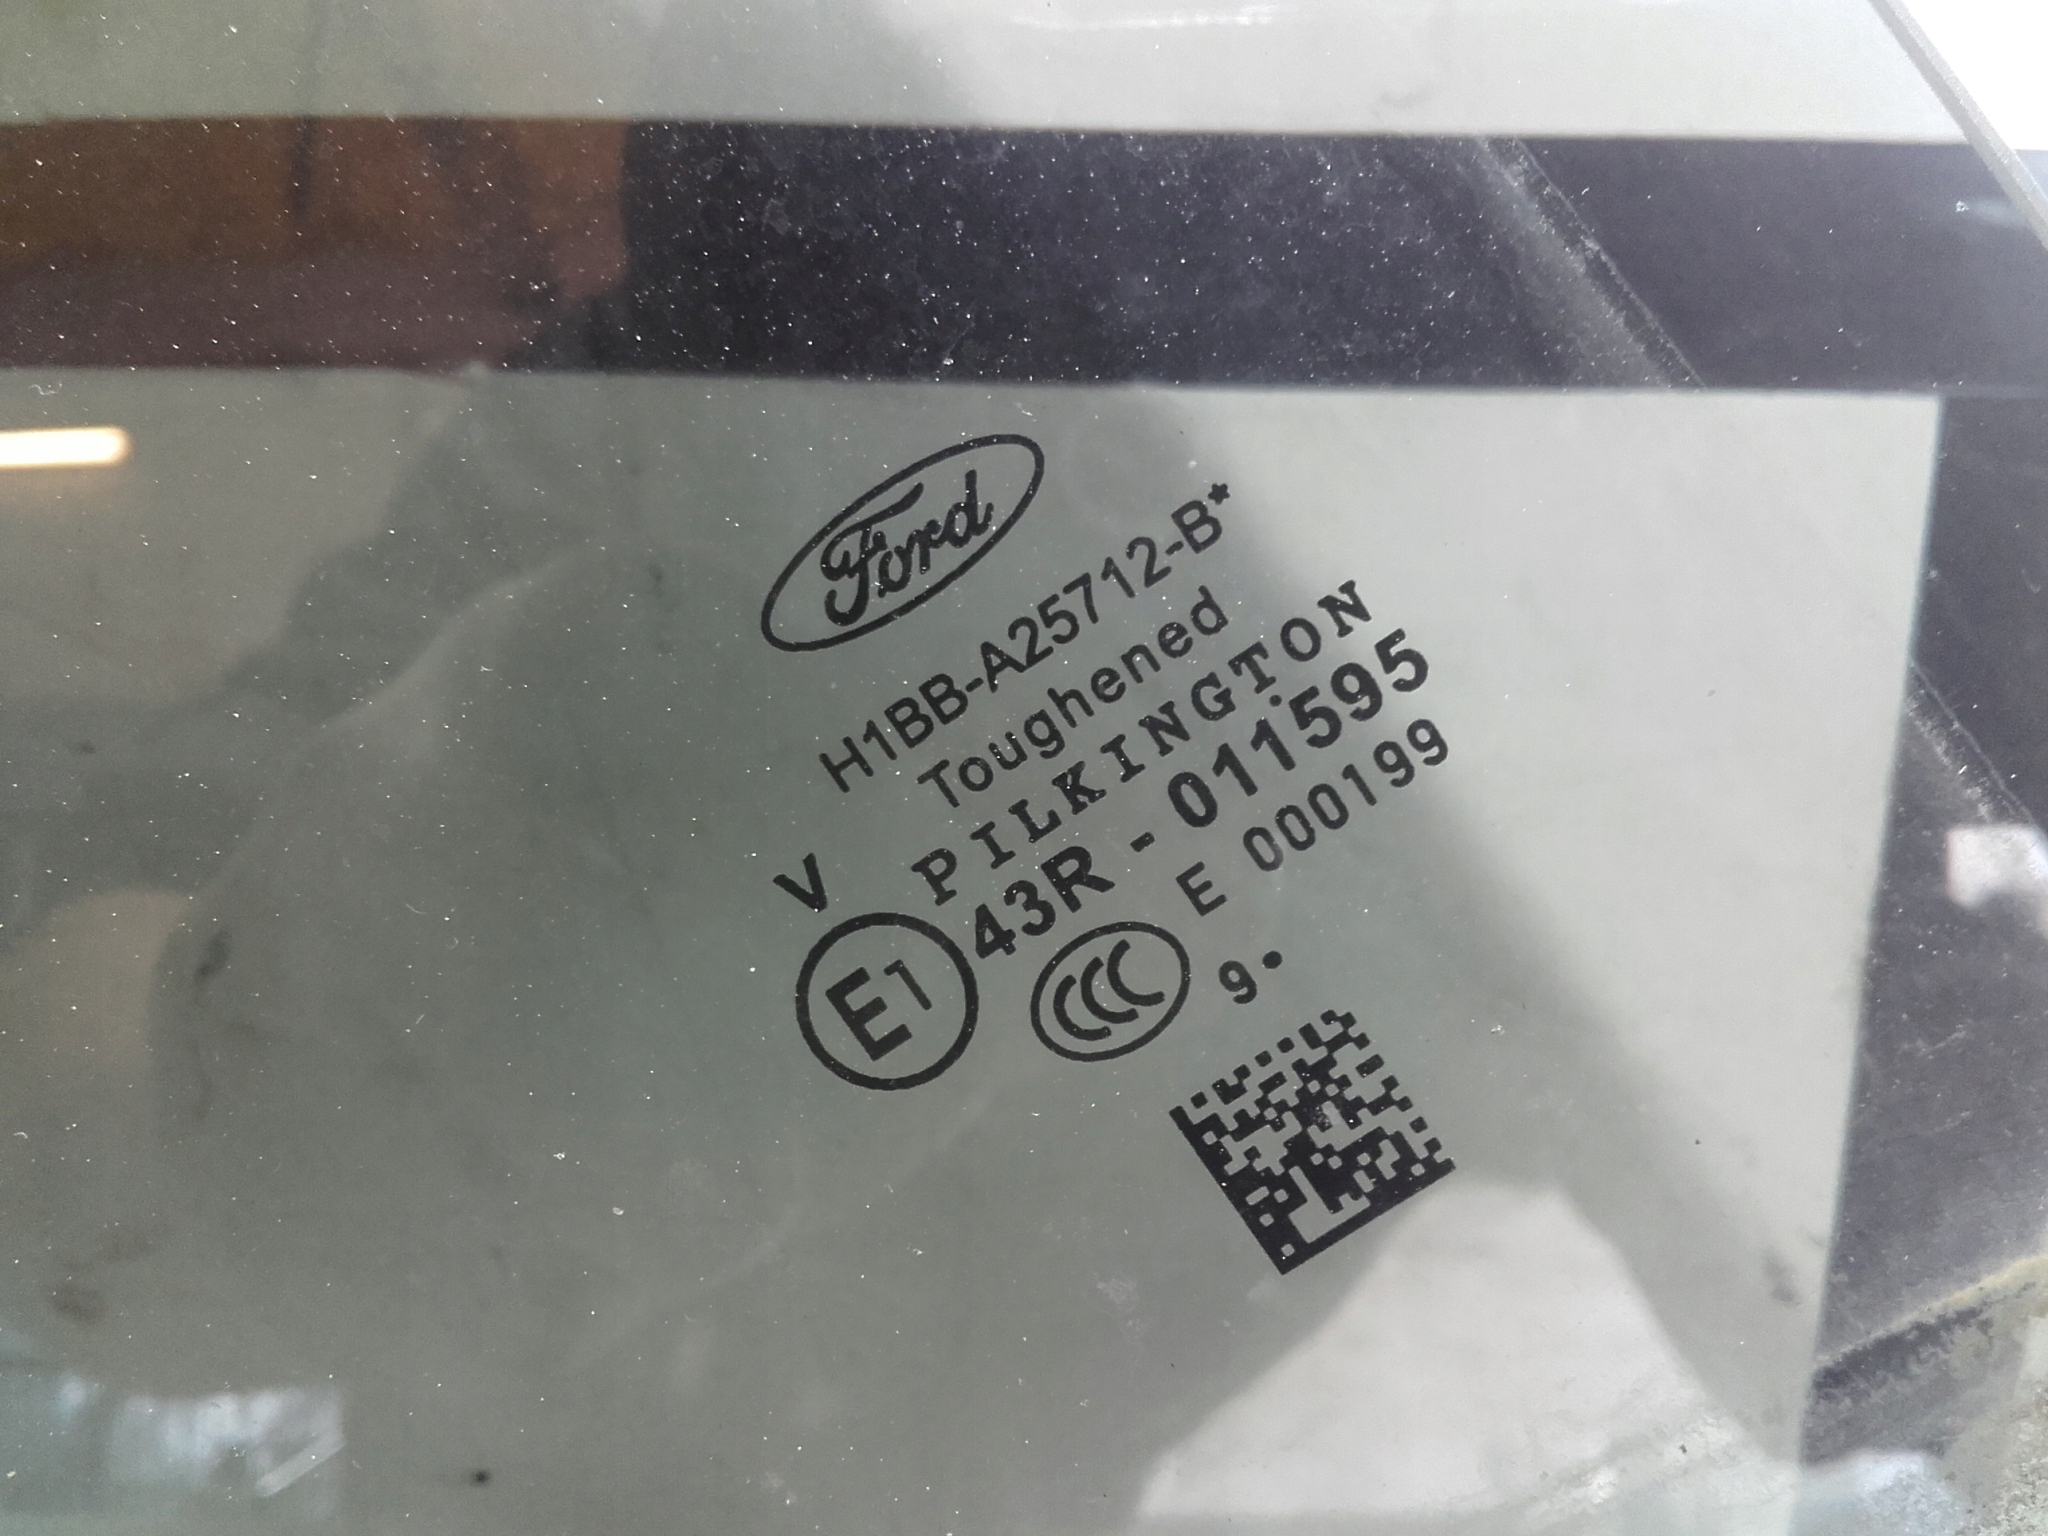 Ford
H1BB-A25712-B*
Toughened
PILKINGTON
V
E1 43R - 011595
CCC E 000199
9•